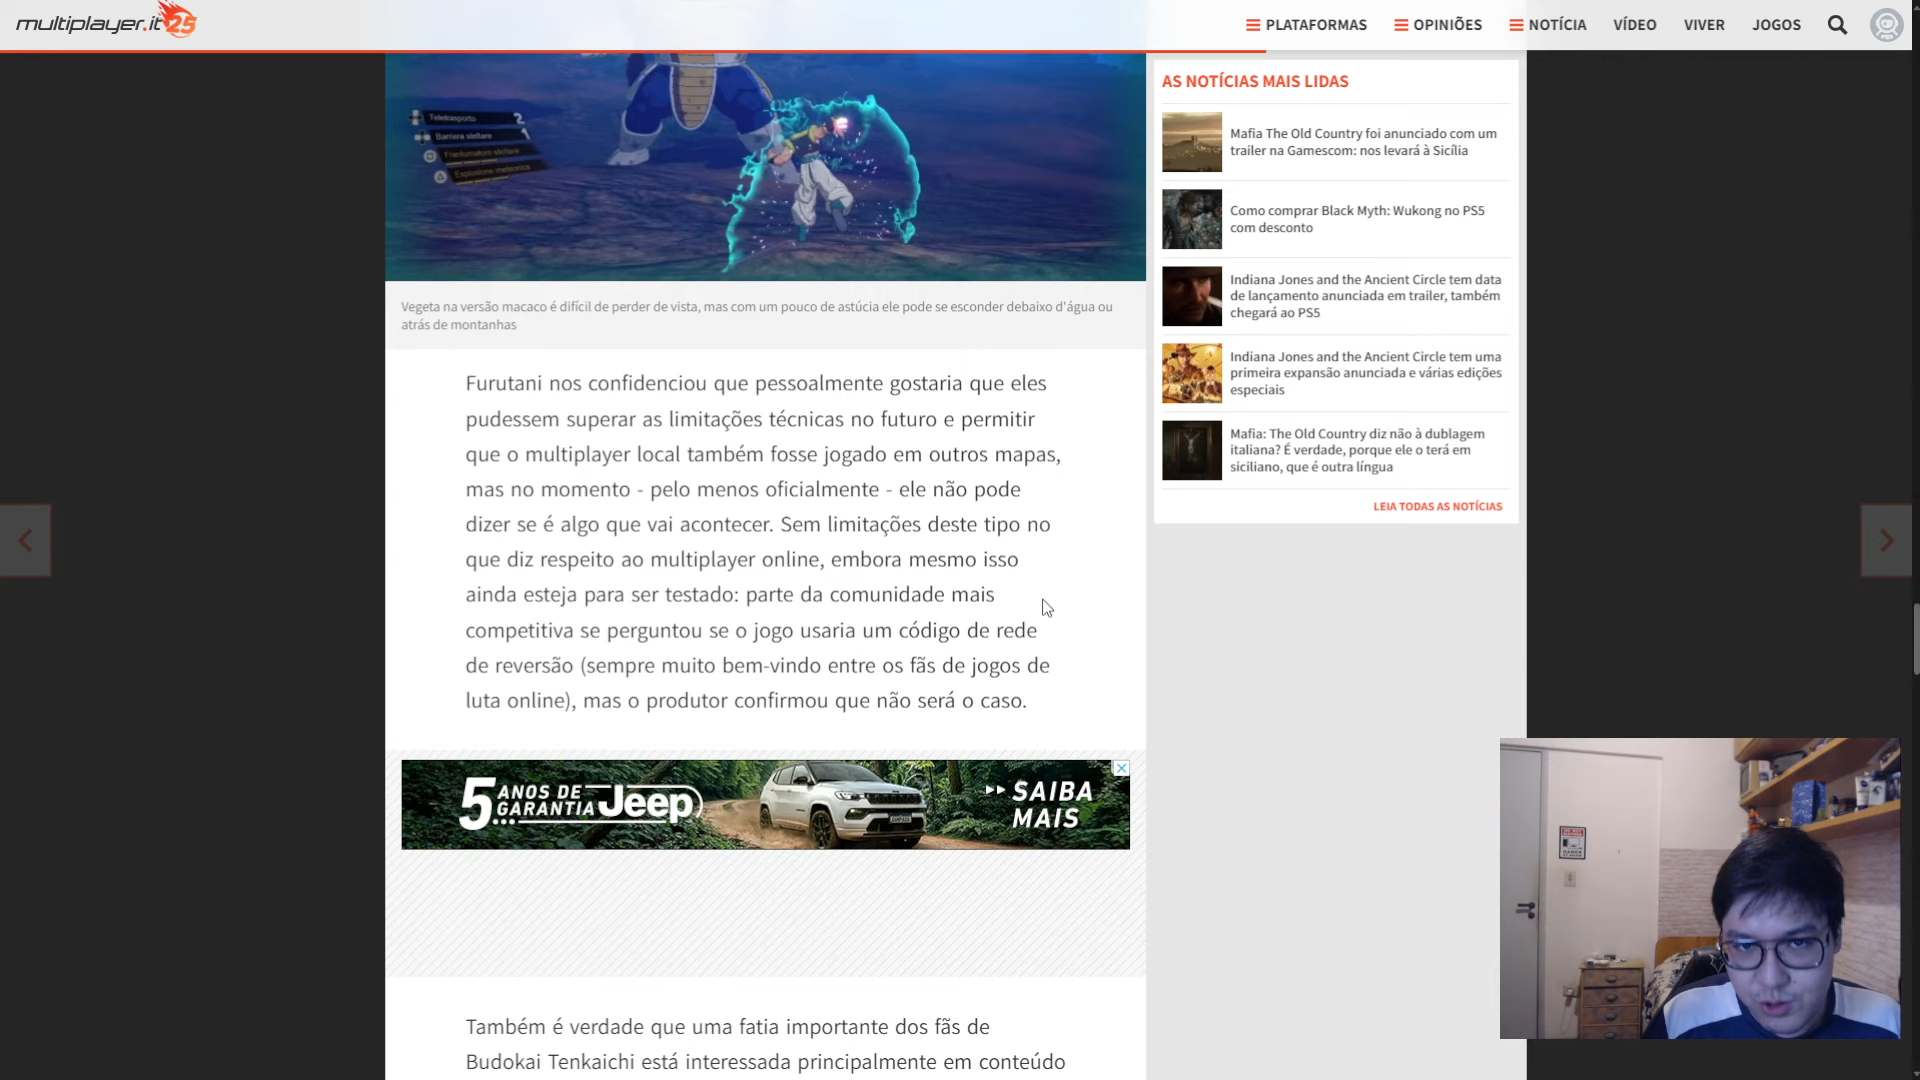 multiplayer.it 25
PLATAFORMAS
OPINIÕES
NOTÍCIA
VÍDEO
VIVER
JOGOS
Teletrasporto 2
Barriera stellare 1
Frantumatore stellare
Esplosione meteorica
Vegeta na versão macaco é difícil de perder de vista, mas com um pouco de astúcia ele pode se esconder debaixo d'água ou
atrás de montanhas
Furutani nos confidenciou que pessoalmente gostaria que eles
pudessem superar as limitações técnicas no futuro e permitir
que o multiplayer local também fosse jogado em outros mapas,
mas no momento - pelo menos oficialmente - ele não pode
dizer se é algo que vai acontecer. Sem limitações deste tipo no
que diz respeito ao multiplayer online, embora mesmo isso
ainda esteja para ser testado: parte da comunidade mais
competitiva se perguntou se o jogo usaria um código de rede
de reversão (sempre muito bem-vindo entre os fãs de jogos de
luta online), mas o produtor confirmou que não será o caso.
5 ANOS DE
GARANTIA
Jeep
SAIBA
MAIS
Também é verdade que uma fatia importante dos fãs de
Budokai Tenkaichi está interessada principalmente em conteúdo
AS NOTÍCIAS MAIS LIDAS
Mafia The Old Country foi anunciado com um
trailer na Gamescom: nos levará à Sicília
Como comprar Black Myth: Wukong no PS5
com desconto
Indiana Jones and the Ancient Circle tem data
de lançamento anunciada em trailer, também
chegará ao PS5
Indiana Jones and the Ancient Circle tem uma
primeira expansão anunciada e várias edições
especiais
Mafia: The Old Country diz não à dublagem
italiana? É verdade, porque ele o terá em
siciliano, que é outra língua
LEIA TODAS AS NOTÍCIAS